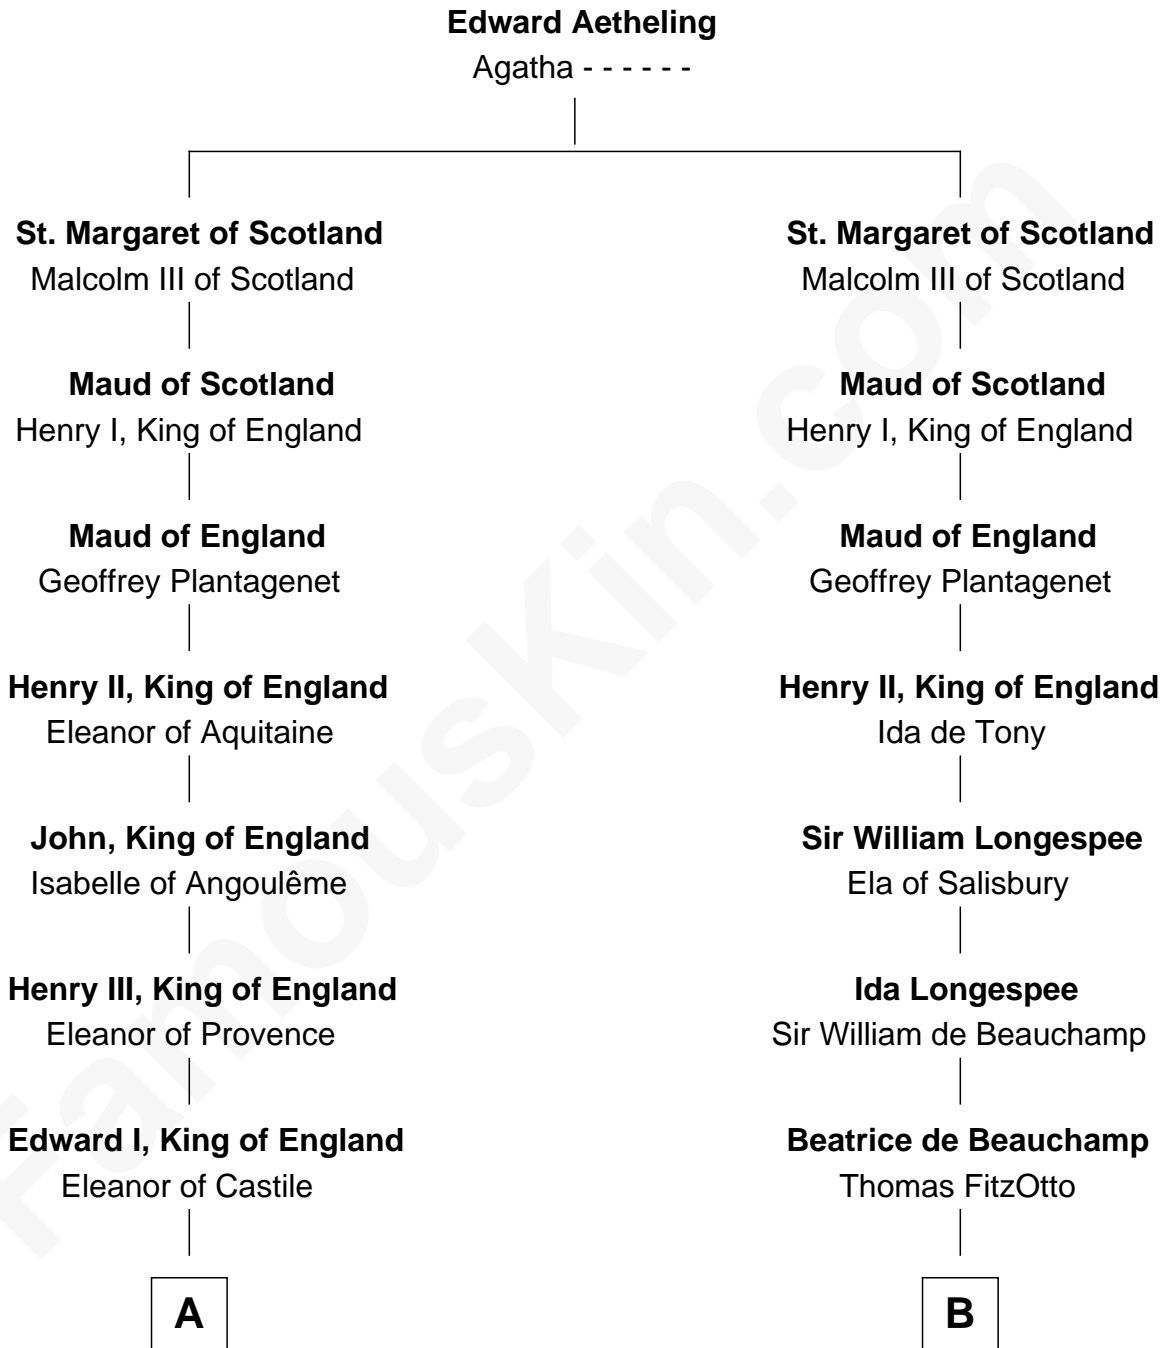 Edward Aetheling
Agatha - - - - - -
St. Margaret of Scotland
Malcolm III of Scotland
St. Margaret of Scotland
Malcolm III of Scotland
Maud of Scotland
Henry I, King of England
Maud of Scotland
Henry I, King of England
Maud of England
Geoffrey Plantagenet
Maud of England
Geoffrey Plantagenet
Henry II, King of England
Eleanor of Aquitaine
Henry II, King of England
Ida de Tony
John, King of England
Isabelle of Angoulême
Sir William Longespee
Ela of Salisbury
Henry III, King of England
Eleanor of Provence
Ida Longespee
Sir William de Beauchamp
Edward I, King of England
Eleanor of Castile
Beatrice de Beauchamp
Thomas FitzOtto
A
B
FamousKin.com